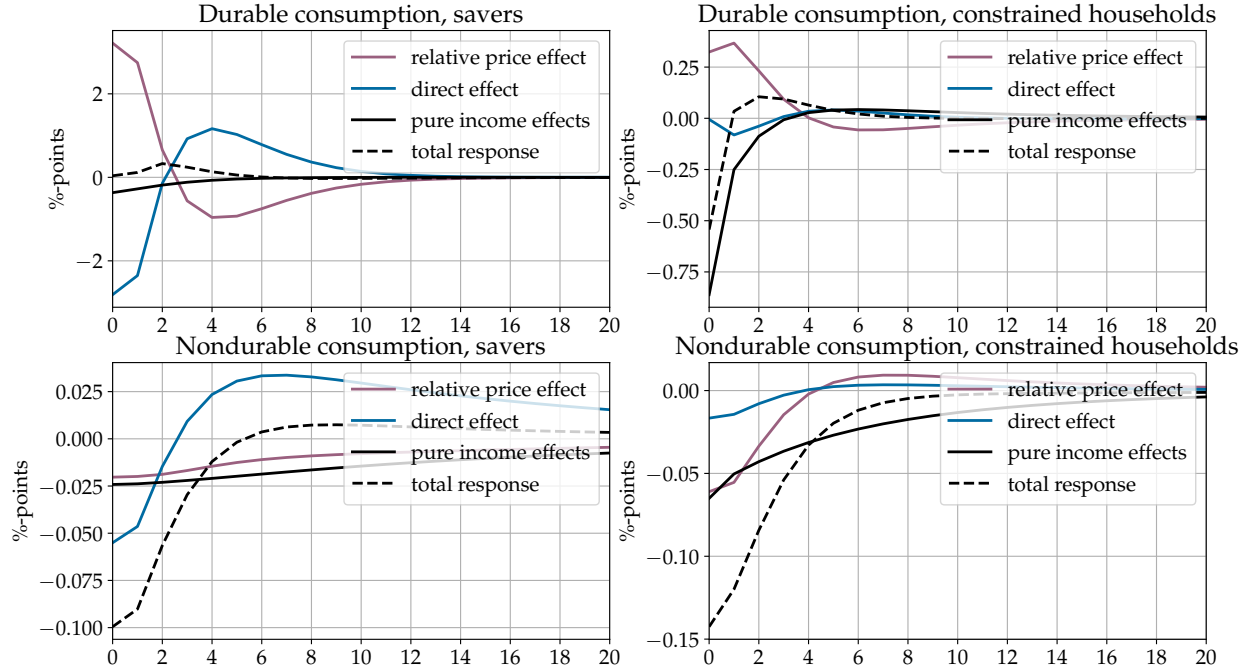 Durable consumption, savers
%-points
2
0
−2
relative price effect
direct effect
pure income effects
total response
0 2 4 6 8 10 12 14 16 18 20
Durable consumption, constrained households
%-points
0.25
0.00
−0.25
−0.50
−0.75
relative price effect
direct effect
pure income effects
total response
0 2 4 6 8 10 12 14 16 18 20
Nondurable consumption, savers
%-points
0.025
0.000
−0.025
−0.050
−0.075
−0.100
relative price effect
direct effect
pure income effects
total response
0 2 4 6 8 10 12 14 16 18 20
Nondurable consumption, constrained households
%-points
0.00
−0.05
−0.10
−0.15
relative price effect
direct effect
pure income effects
total response
0 2 4 6 8 10 12 14 16 18 20